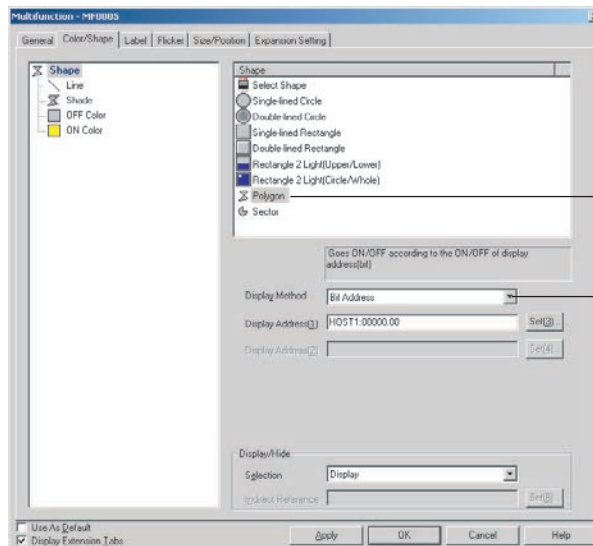 Multifunction - MF0005
General Color/Shape Label Flicker Size/Position Expansion Setting
Shape
Line
Shade
OFF Color
ON Color
Shape
Select Shape
Single-lined Circle
Double-lined Circle
Single-lined Rectangle
Double-lined Rectangle
Rectangle 2 Light(Upper/Lower)
Rectangle 2 Light(Circle/Whole)
Polygon
Sector
Goes ON/OFF according to the ON/OFF of display
address(bit)
Display Method Bit Address
Display Address(1) HOST1:00000.00 Set(3)...
Display Address(2) Set(4)...
Display/Hide
Selection Display
Indirect Reference Set(5)...
Use As Default
Display Extension Tabs
Apply OK Cancel Help